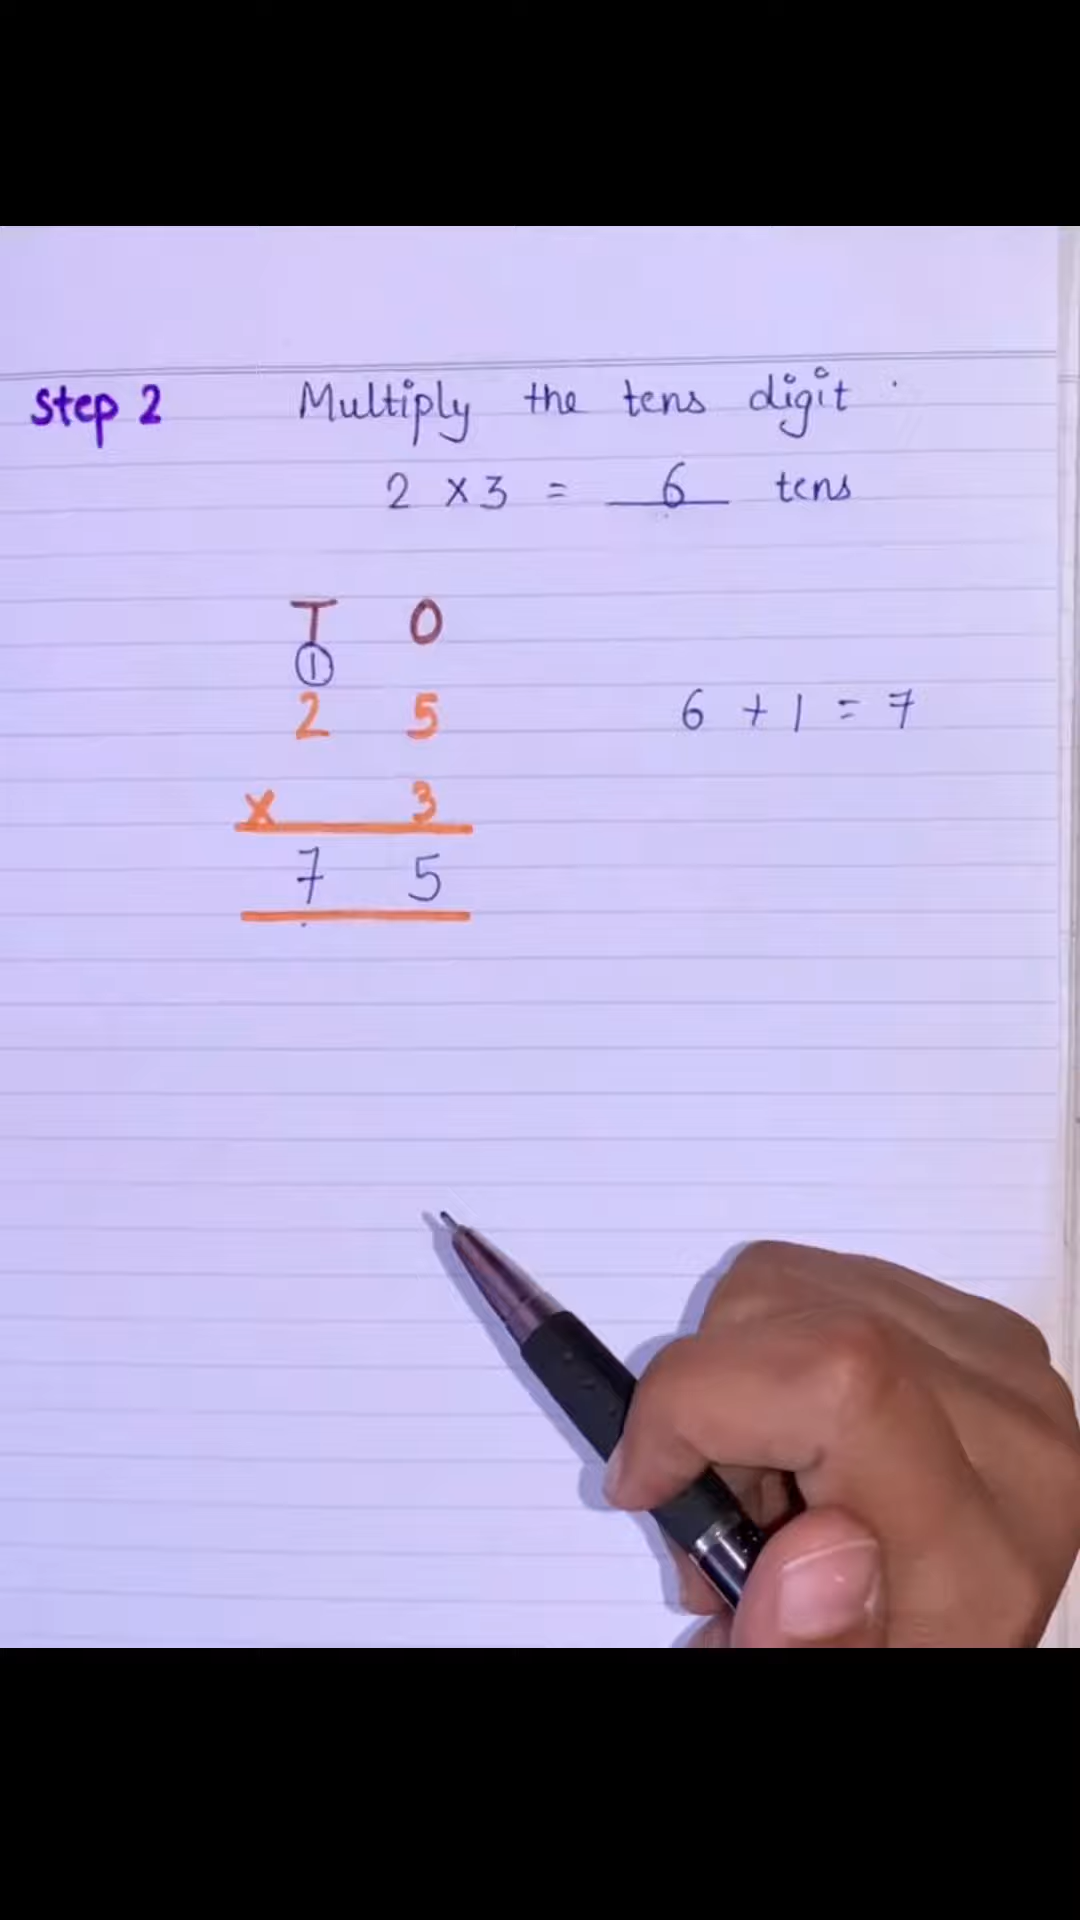 Step 2 Multiply the tens digit
2 × 3 = 6 tens
T O
1
2 5 6 + 1 = 7
× 3
7 5